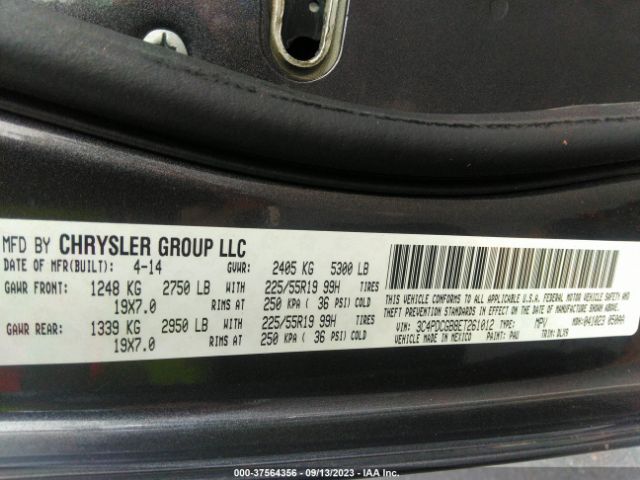 MFD BY CHRYSLER GROUP LLC
DATE OF MFR(BUILT): 4-14 GVWR: 2405 KG 5300 LB
GAWR FRONT: 1248 KG 2750 LB WITH 225/55R19 99H TIRES
19X7.0 RIMS AT 250 KPA ( 36 PSI) COLD
GAWR REAR: 1339 KG 2950 LB WITH 225/55R19 99H TIRES
19X7.0 RIMS AT 250 KPA ( 36 PSI) COLD
THIS VEHICLE CONFORMS TO ALL APPLICABLE U.S.A. FEDERAL MOTOR VEHICLE SAFETY AND
THEFT PREVENTION STANDARDS IN EFFECT ON THE DATE OF MANUFACTURE SHOWN ABOVE.
VIN: 3C4PDCGB8ET261012 TYPE: MPV MDH:041023 050AA
VEHICLE MADE IN MEXICO PAINT: PAU TRIM: DLX9
000-37564356 - 09/13/2023 - IAA Inc.